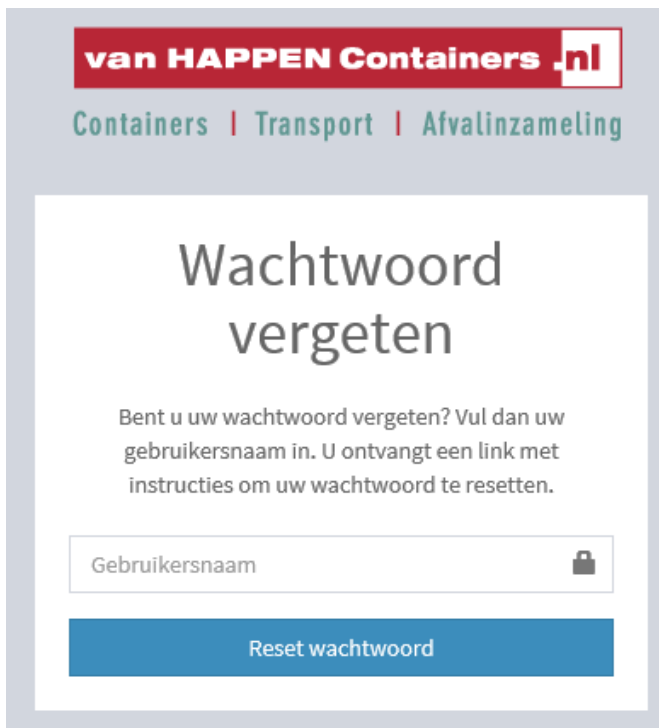 van HAPPEN Containers .nl
Containers | Transport | Afvalinzameling
Wachtwoord
vergeten
Bent u uw wachtwoord vergeten? Vul dan uw
gebruikersnaam in. U ontvangt een link met
instructies om uw wachtwoord te resetten.
Gebruikersnaam
Reset wachtwoord